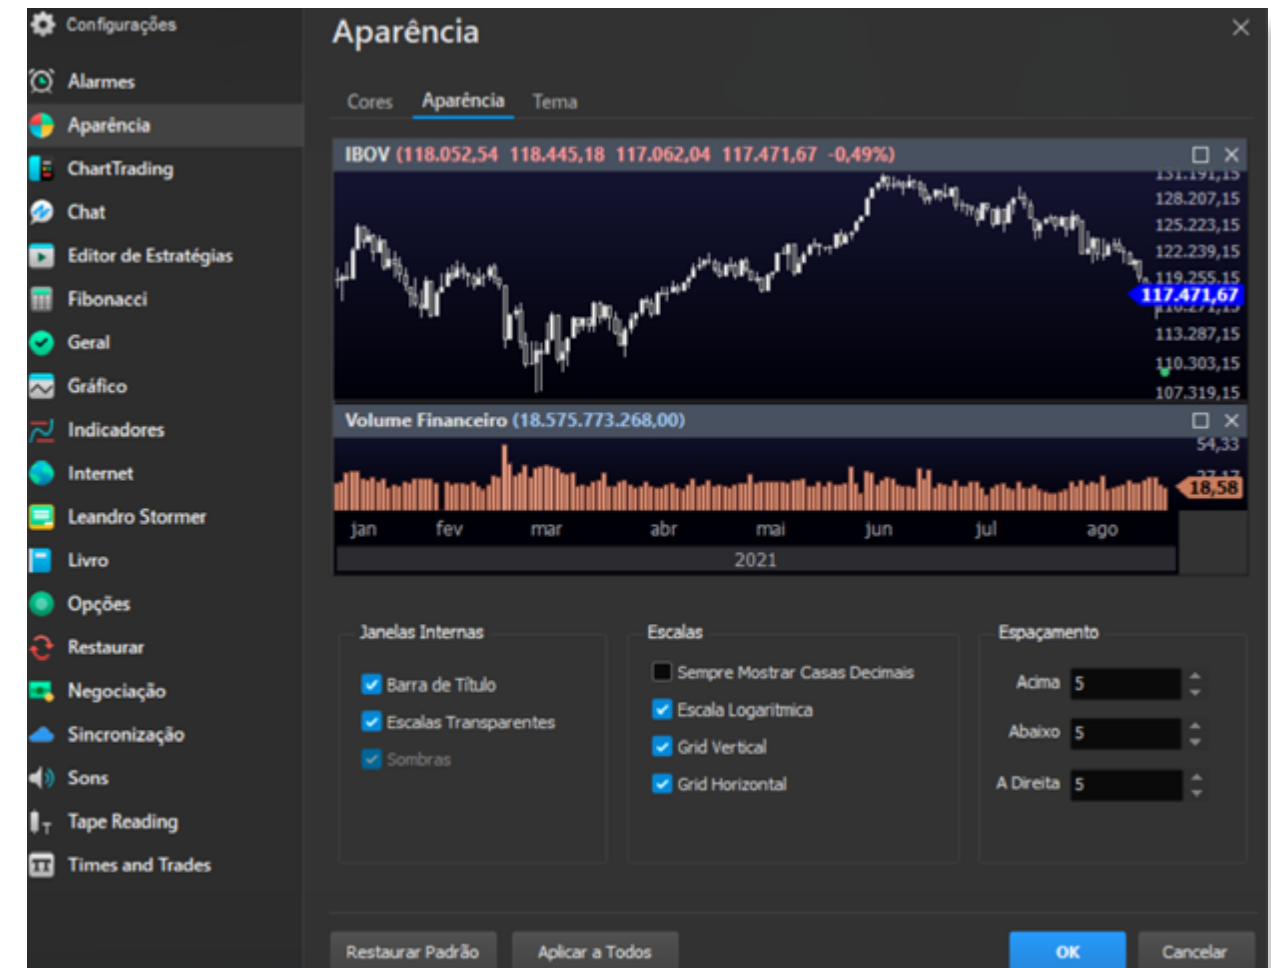 Configurações
Alarmes
Aparência
ChartTrading
Chat
Editor de Estratégias
Fibonacci
Geral
Gráfico
Indicadores
Internet
Leandro Stormer
Livro
Opções
Restaurar
Negociação
Sincronização
Sons
Tape Reading
Times and Trades
Aparência
Cores Aparência Tema
IBOV (118.052,54 118.445,18 117.062,04 117.471,67 -0,49%)
131.191,15
128.207,15
125.223,15
122.239,15
119.255,15
117.471,67
113.287,15
110.303,15
107.319,15
Volume Financeiro (18.575.773.268,00)
54,33
18,58
jan fev mar abr mai jun jul ago
2021
Janelas Internas
Barra de Título
Escalas Transparentes
Sombras
Escalas
Sempre Mostrar Casas Decimais
Escala Logaritmica
Grid Vertical
Grid Horizontal
Espaçamento
Acima 5
Abaixo 5
A Direita 5
Restaurar Padrão Aplicar a Todos OK Cancelar